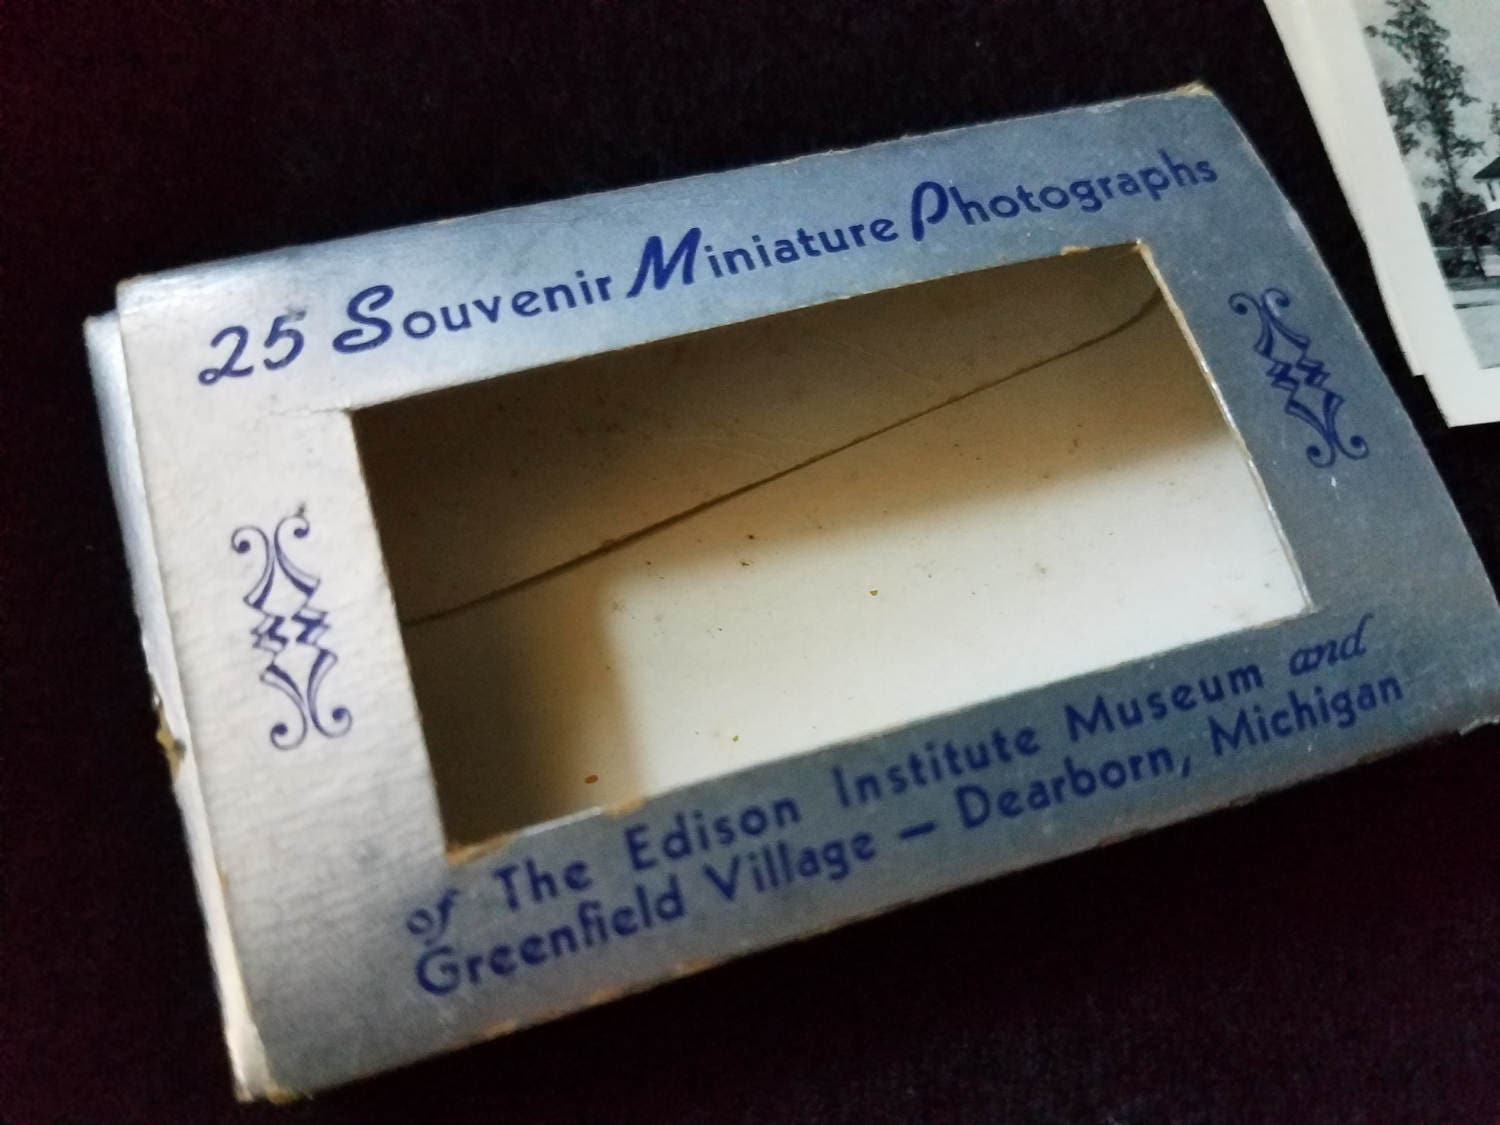 25 Souvenir Miniature Photographs
of The Edison Institute Museum and
Greenfield Village — Dearborn, Michigan